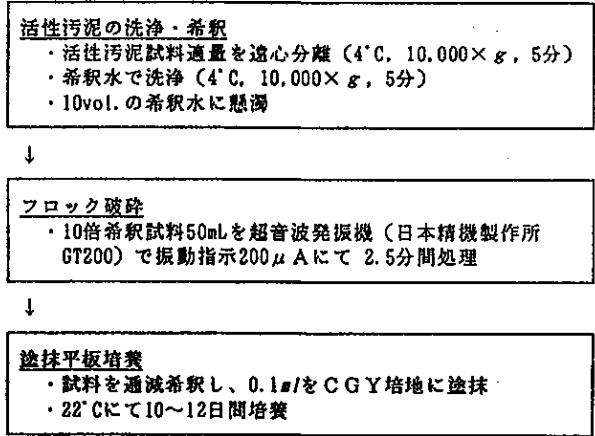 活性汚泥の洗浄・希釈
・活性汚泥試料適量を遠心分離（4℃, 10,000×g, 5分）
・希釈水で洗浄（4℃, 10,000×g, 5分）
・10vol.の希釈水に懸濁
↓
フロック破砕
・10倍希釈試料50mLを超音波発振機（日本精機製作所
GT200）で振動指示200μAにて 2.5分間処理
↓
塗抹平板培養
・試料を逓減希釈し、0.1mlをCGY培地に塗抹
・22℃にて10～12日間培養